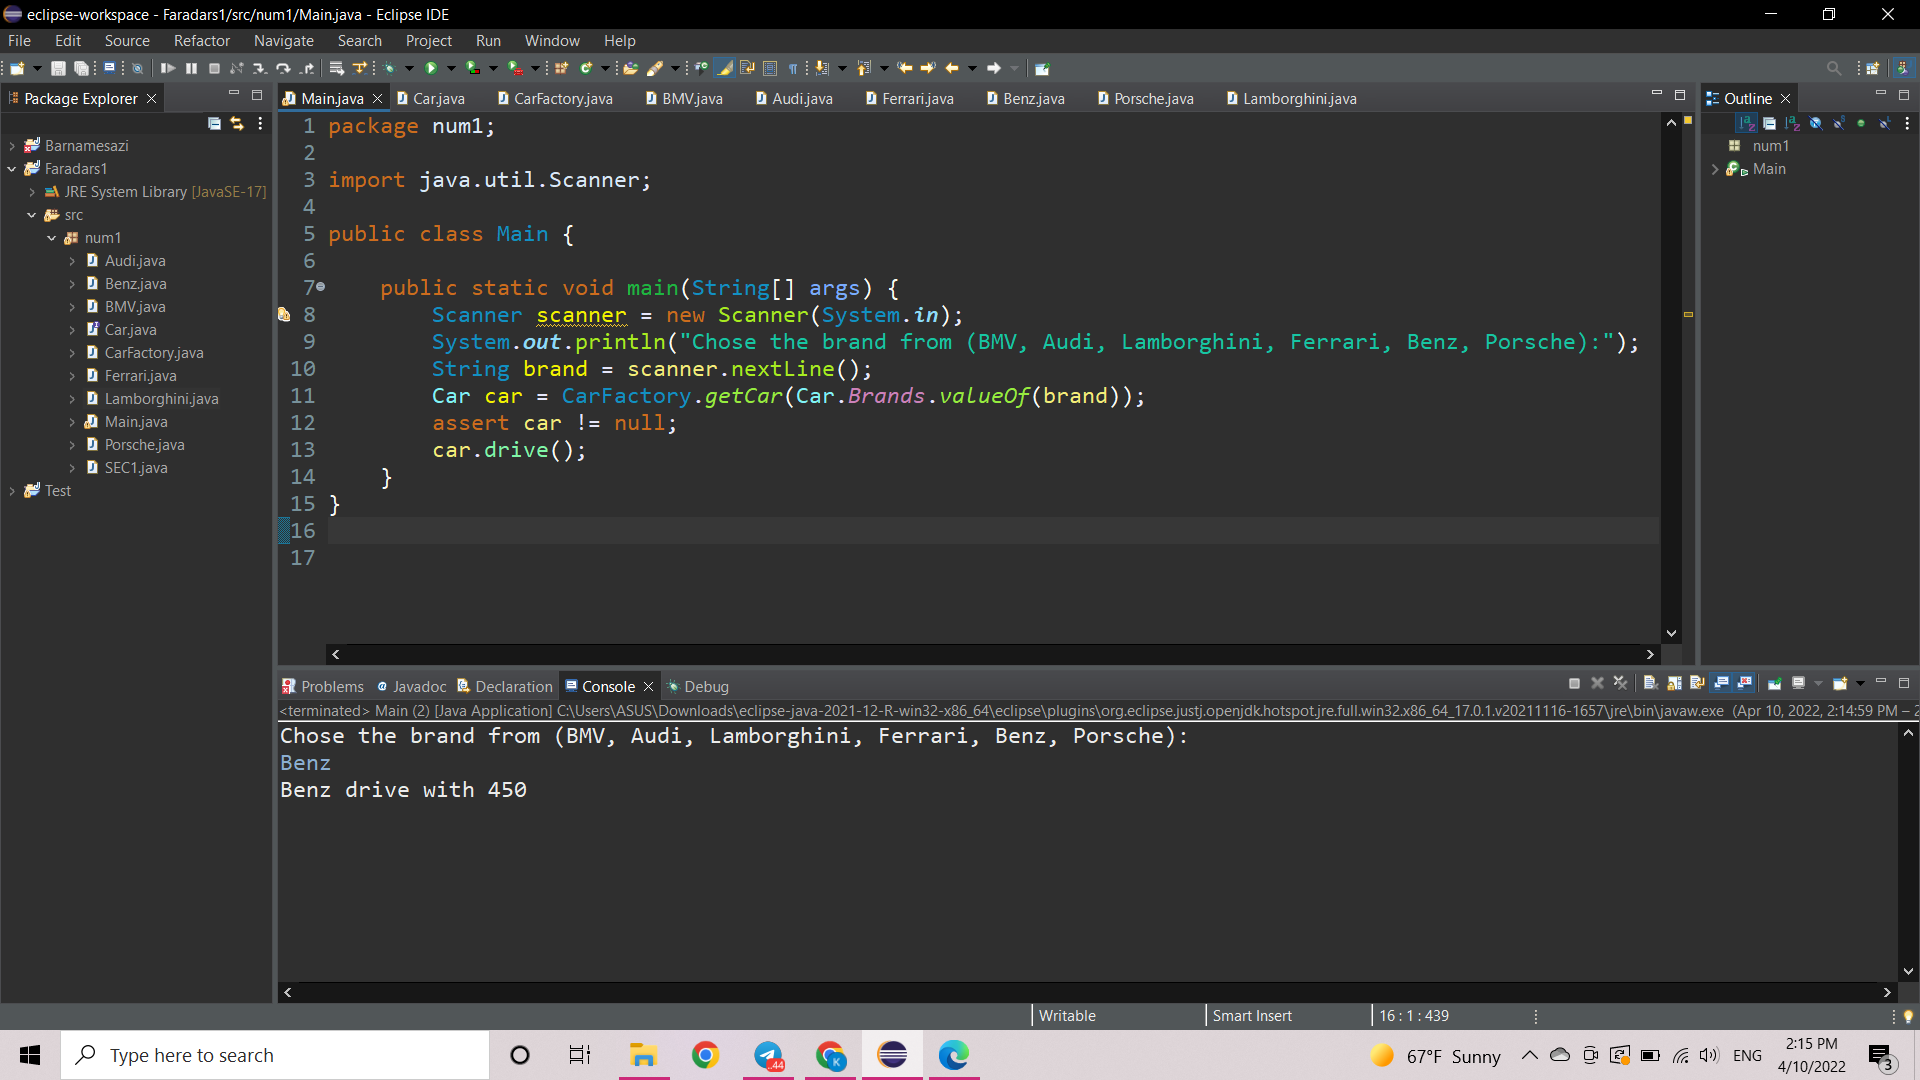 eclipse-workspace - Faradars1/src/num1/Main.java - Eclipse IDE
File Edit Source Refactor Navigate Search Project Run Window Help
Package Explorer
Barnamesazi
Faradars1
JRE System Library [JavaSE-17]
src
num1
Audi.java
Benz.java
BMV.java
Car.java
CarFactory.java
Ferrari.java
Lamborghini.java
Main.java
Porsche.java
SEC1.java
Test
Main.java Car.java CarFactory.java BMV.java Audi.java Ferrari.java Benz.java Porsche.java Lamborghini.java
1 package num1;
2
3 import java.util.Scanner;
4
5 public class Main {
6
7 public static void main(String[] args) {
8 Scanner scanner = new Scanner(System.in);
9 System.out.println("Chose the brand from (BMV, Audi, Lamborghini, Ferrari, Benz, Porsche):");
10 String brand = scanner.nextLine();
11 Car car = CarFactory.getCar(Car.Brands.valueOf(brand));
12 assert car != null;
13 car.drive();
14 }
15 }
16
17
Outline
num1
Main
Problems Javadoc Declaration Console Debug
<terminated> Main (2) [Java Application] C:\Users\ASUS\Downloads\eclipse-java-2021-12-R-win32-x86_64\eclipse\plugins\org.eclipse.justj.openjdk.hotspot.jre.full.win32.x86_64_17.0.1.v20211116-1657\jre\bin\javaw.exe (Apr 10, 2022, 2:14:59 PM – 2
Chose the brand from (BMV, Audi, Lamborghini, Ferrari, Benz, Porsche):
Benz
Benz drive with 450
Writable Smart Insert 16 : 1 : 439
Type here to search
..44
K
67°F Sunny
ENG
2:15 PM
4/10/2022
3